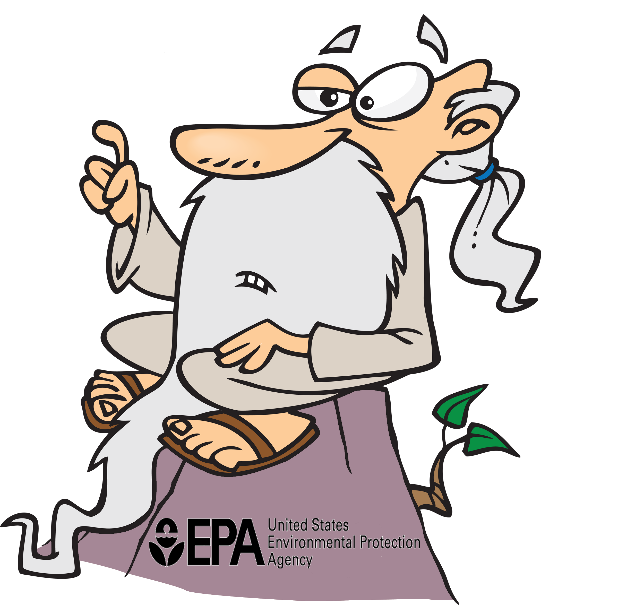 EPA United States
Environmental Protection
Agency